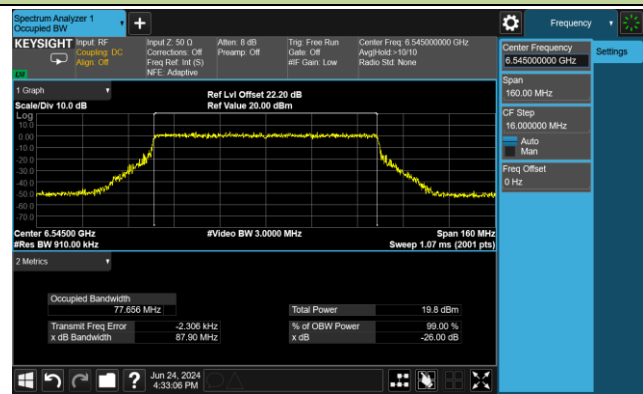 Spectrum Analyzer 1
Occupied BW
Frequency
KEYSIGHT
Input: RF
Coupling: DC
Align: Off
Input Z: 50 Ω
Corrections: Off
Freq Ref: Int (S)
NFE: Adaptive
Atten: 8 dB
Preamp: Off
Trig: Free Run
Gate: Off
#IF Gain: Low
Center Freq: 6.545000000 GHz
Avg|Hold:>10/10
Radio Std: None
Center Frequency
6.545000000 GHz
Settings
Span
160.00 MHz
CF Step
16.000000 MHz
Auto
Man
Freq Offset
0 Hz
1 Graph
Scale/Div 10.0 dB
Ref Lvl Offset 22.20 dB
Ref Value 20.00 dBm
Log
10.0
0.00
-10.0
-20.0
-30.0
-40.0
-50.0
-60.0
-70.0
Center 6.54500 GHz
#Res BW 910.00 kHz
#Video BW 3.0000 MHz
Span 160 MHz
Sweep 1.07 ms (2001 pts)
2 Metrics
Occupied Bandwidth
77.656 MHz
Total Power 19.8 dBm
Transmit Freq Error -2.306 kHz
% of OBW Power 99.00 %
x dB Bandwidth 87.90 MHz
x dB -26.00 dB
?
Jun 24, 2024
4:33:06 PM